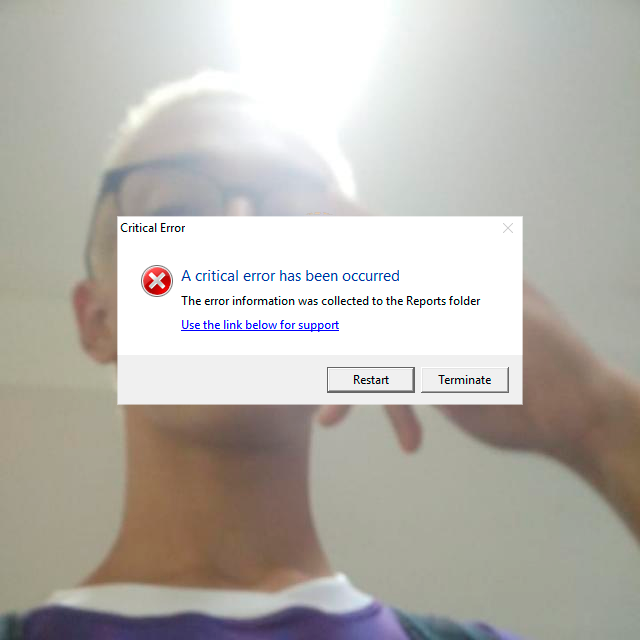 Critical Error
A critical error has been occurred
The error information was collected to the Reports folder
Use the link below for support
Restart
Terminate